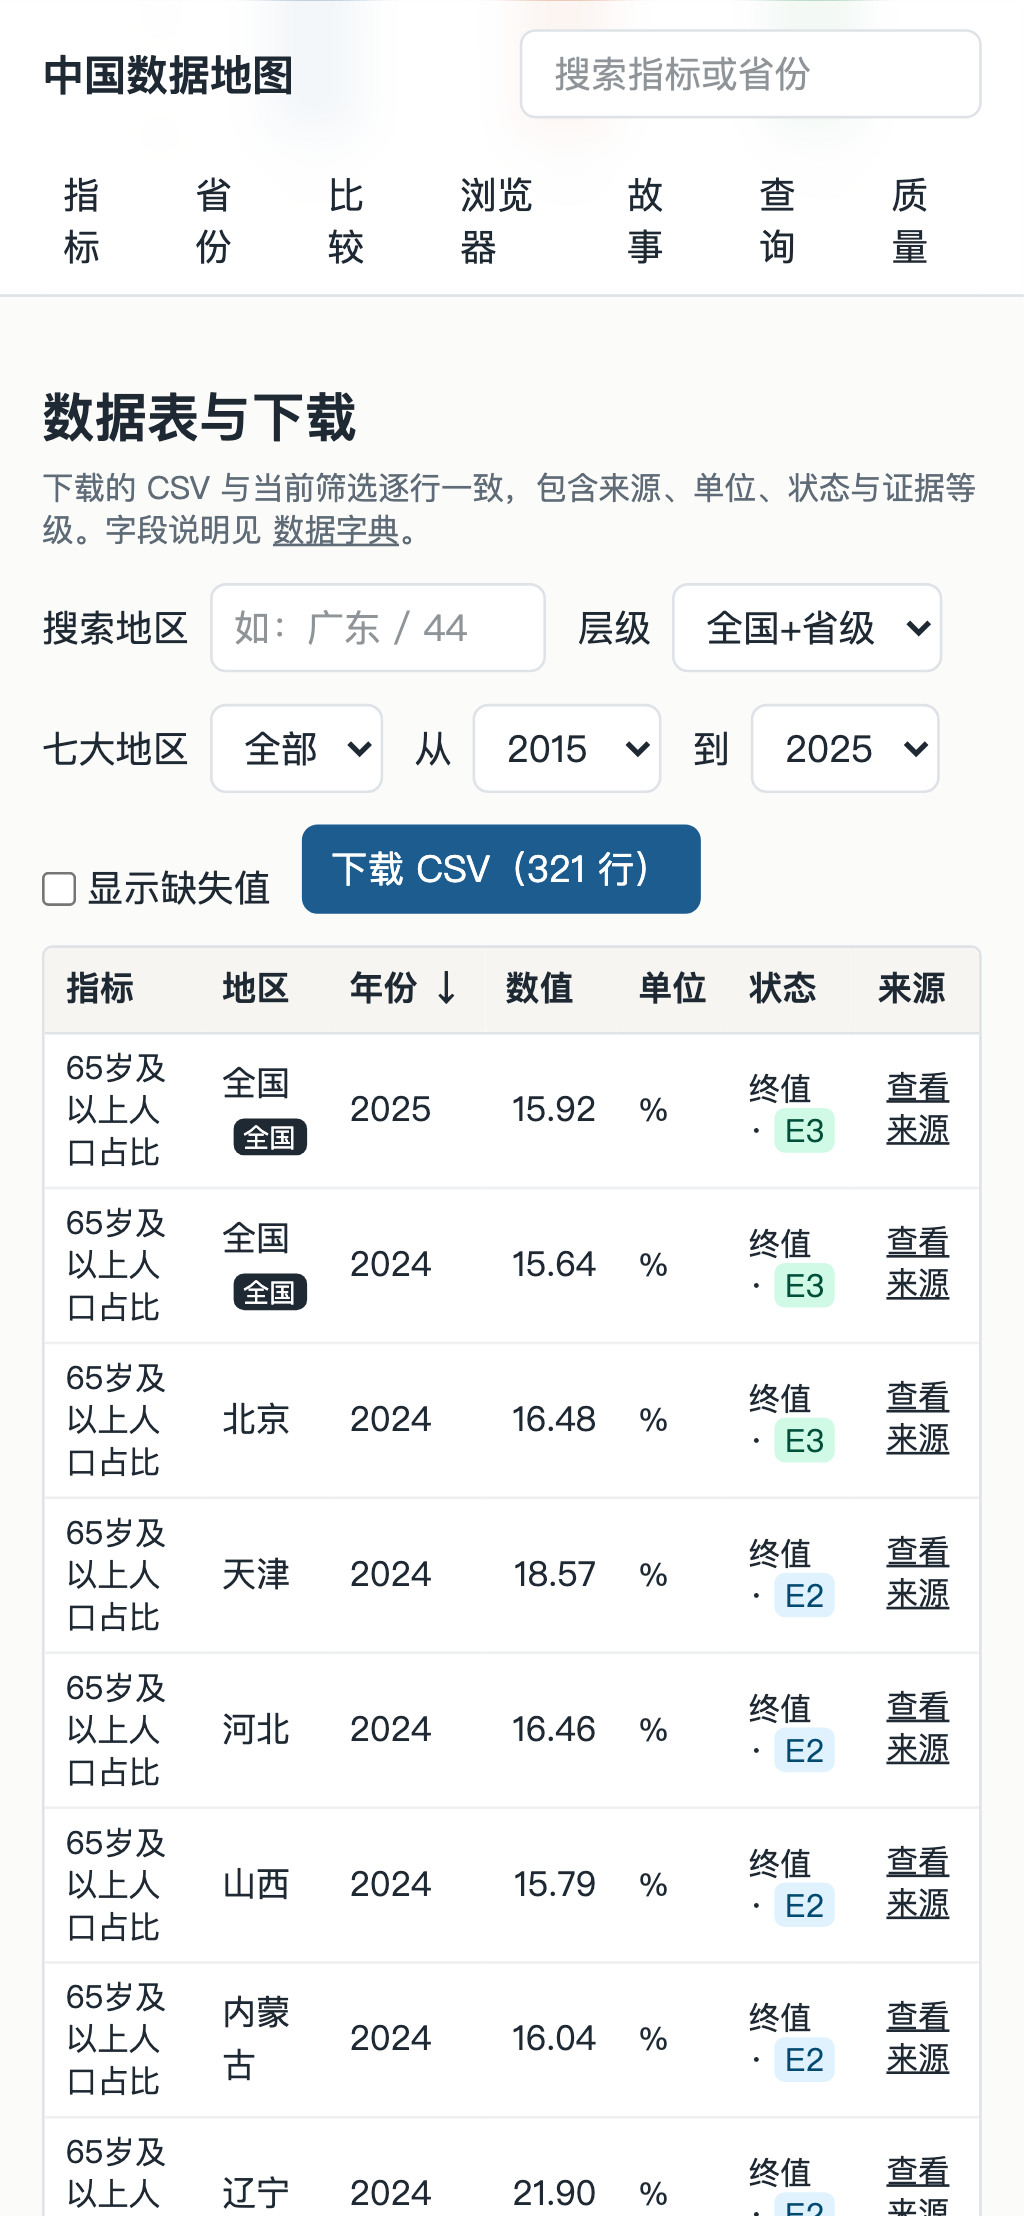 中国数据地图
搜索指标或省份
指标
省份
比较
浏览器
故事
查询
质量
数据表与下载
下载的 CSV 与当前筛选逐行一致，包含来源、单位、状态与证据等
级。字段说明见 数据字典。
搜索地区 如：广东 / 44 层级 全国+省级
七大地区 全部 从 2015 到 2025
显示缺失值 下载 CSV（321 行）
指标 地区 年份 ↓ 数值 单位 状态 来源
65岁及以上人口占比 全国 全国 2025 15.92 % 终值 · E3 查看来源
65岁及以上人口占比 全国 全国 2024 15.64 % 终值 · E3 查看来源
65岁及以上人口占比 北京 2024 16.48 % 终值 · E3 查看来源
65岁及以上人口占比 天津 2024 18.57 % 终值 · E2 查看来源
65岁及以上人口占比 河北 2024 16.46 % 终值 · E2 查看来源
65岁及以上人口占比 山西 2024 15.79 % 终值 · E2 查看来源
65岁及以上人口占比 内蒙古 2024 16.04 % 终值 · E2 查看来源
65岁及以上人 辽宁 2024 21.90 % 终值 · E2 查看来源